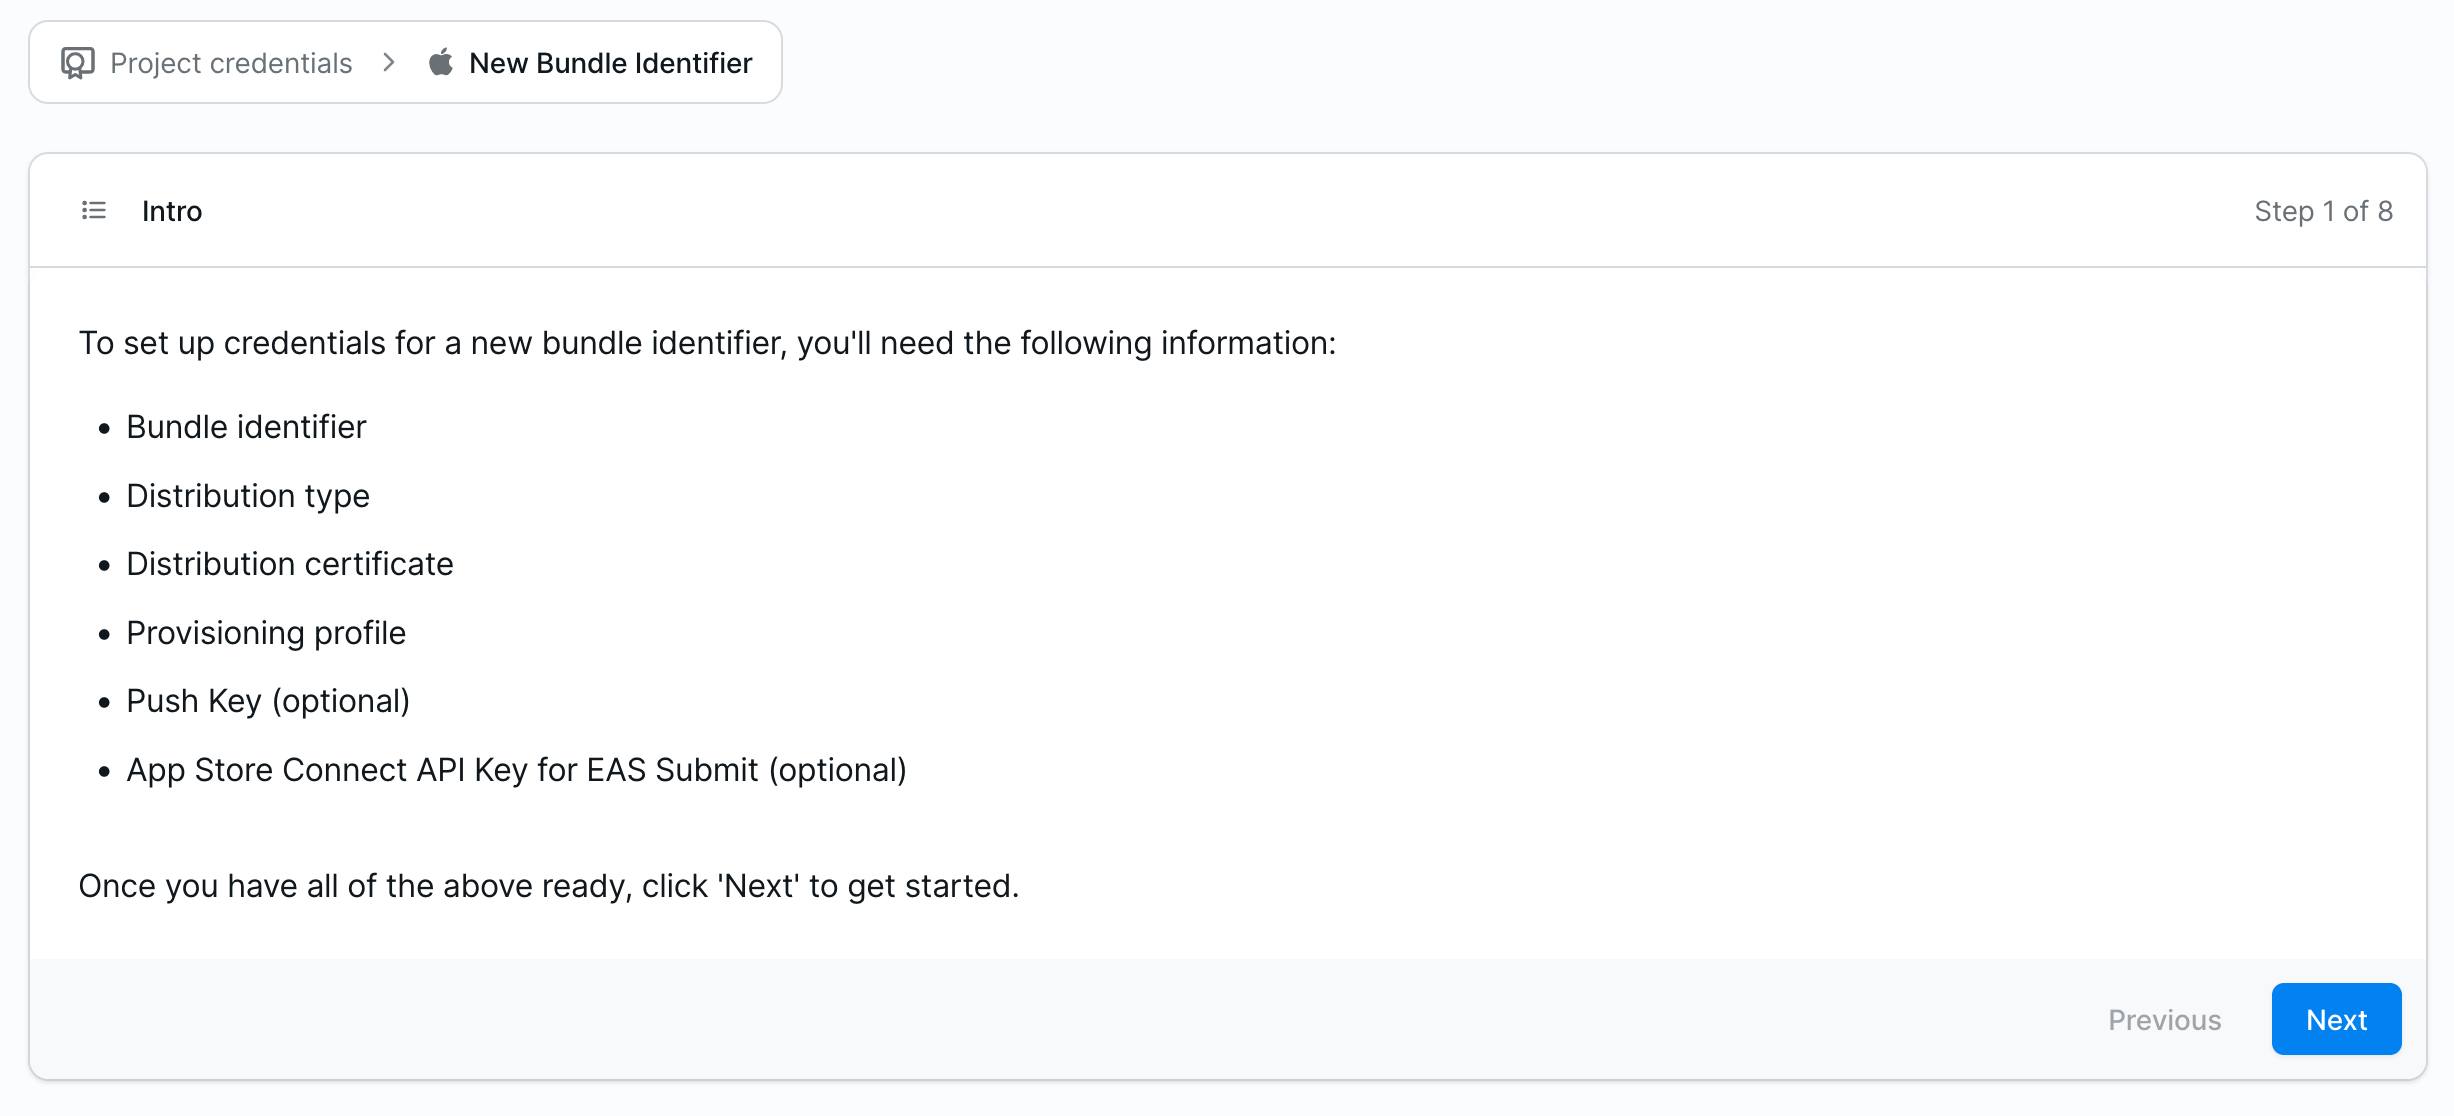 Project credentials > New Bundle Identifier
Intro
Step 1 of 8
To set up credentials for a new bundle identifier, you'll need the following information:
• Bundle identifier
• Distribution type
• Distribution certificate
• Provisioning profile
• Push Key (optional)
• App Store Connect API Key for EAS Submit (optional)
Once you have all of the above ready, click 'Next' to get started.
Previous
Next